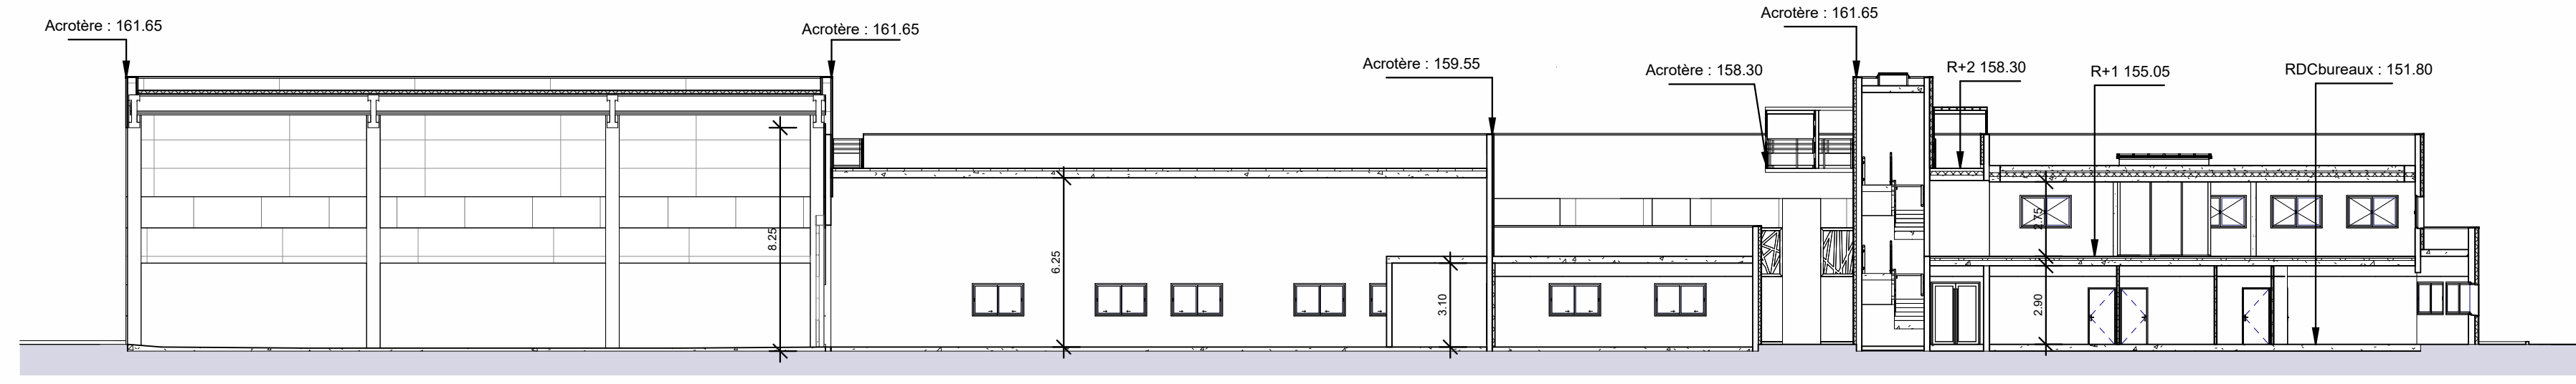 Acrotère : 161.65
Acrotère : 161.65
Acrotère : 159.55
Acrotère : 158.30
Acrotère : 161.65
R+2 158.30
R+1 155.05
RDCbureaux : 151.80
8.25
6.25
3.10
2.75
2.90